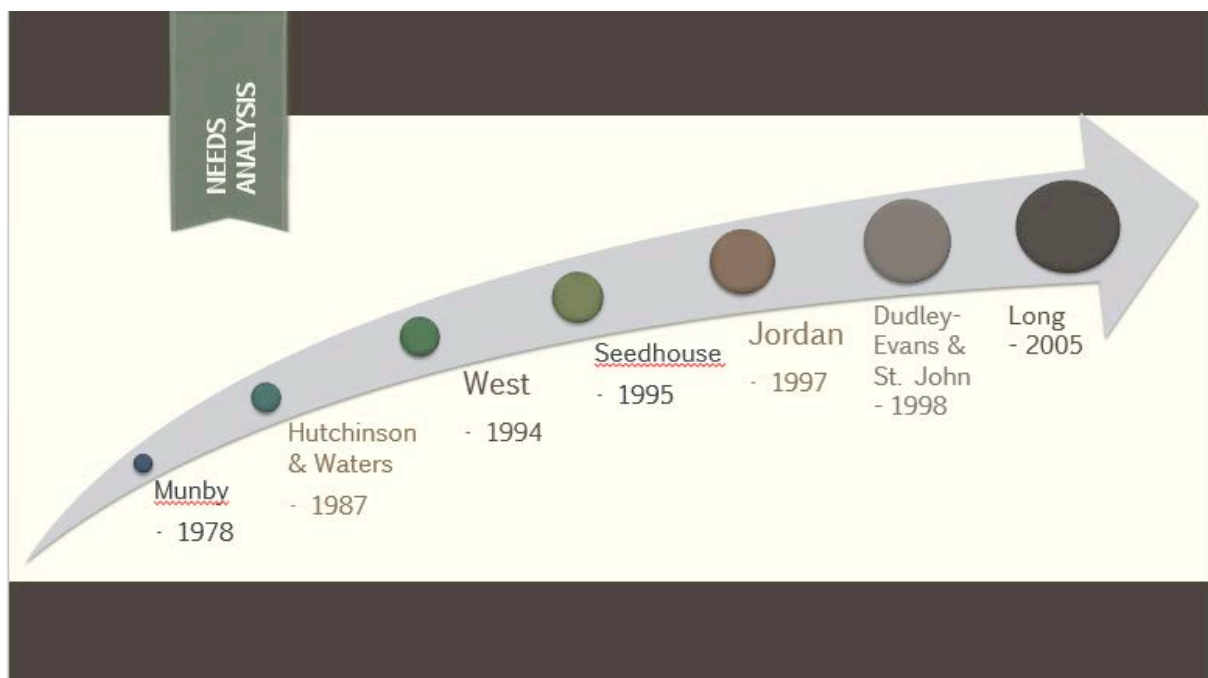 NEEDS
ANALYSIS
Munby
- 1978
Hutchinson
& Waters
- 1987
West
- 1994
Seedhouse
- 1995
Jordan
- 1997
Dudley-
Evans &
St. John
- 1998
Long
- 2005